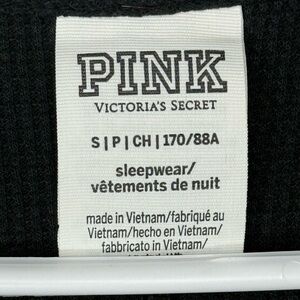 PINK
VICTORIA'S SECRET
S | P | CH | 170/88A
sleepwear/
vêtements de nuit
made in Vietnam/fabriqué au
Vietnam/hecho en Vietnam/
fabbricato in Vietnam/